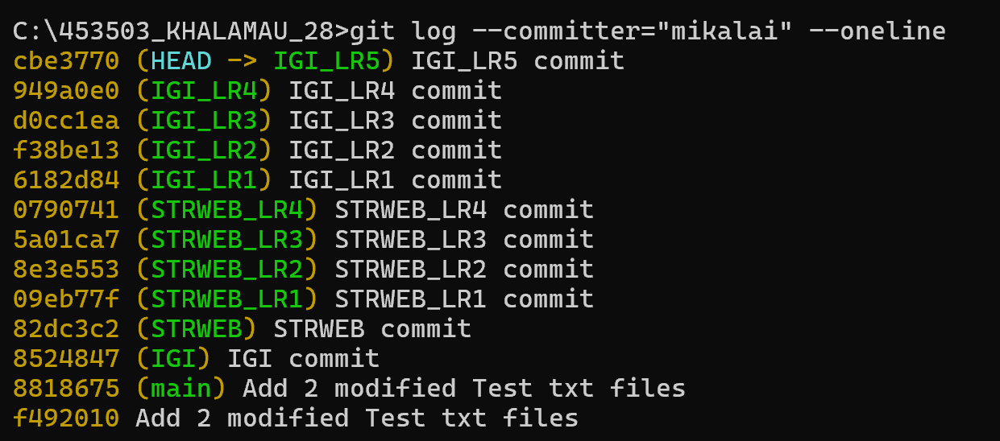 C:\453503_KHALAMAU_28>git log --committer="mikalai" --oneline
cbe3770 (HEAD -> IGI_LR5) IGI_LR5 commit
949a0e0 (IGI_LR4) IGI_LR4 commit
d0cc1ea (IGI_LR3) IGI_LR3 commit
f38be13 (IGI_LR2) IGI_LR2 commit
6182d84 (IGI_LR1) IGI_LR1 commit
0790741 (STRWEB_LR4) STRWEB_LR4 commit
5a01ca7 (STRWEB_LR3) STRWEB_LR3 commit
8e3e553 (STRWEB_LR2) STRWEB_LR2 commit
09eb77f (STRWEB_LR1) STRWEB_LR1 commit
82dc3c2 (STRWEB) STRWEB commit
8524847 (IGI) IGI commit
8818675 (main) Add 2 modified Test txt files
f492010 Add 2 modified Test txt files